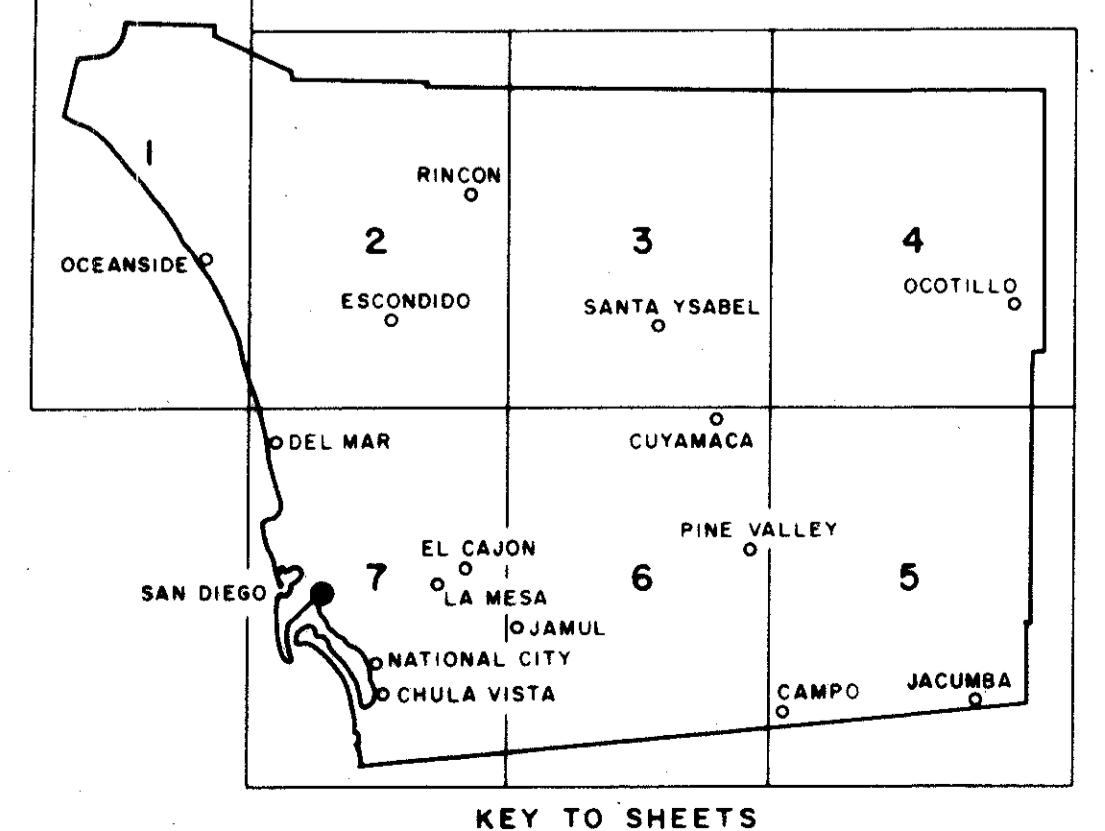 1
RINCON
2
3
4
OCEANSIDE
OCOTILLO
ESCONDIDO
SANTA YSABEL
DEL MAR
CUYAMACA
PINE VALLEY
EL CAJON
7
6
5
SAN DIEGO
LA MESA
JAMUL
NATIONAL CITY
CHULA VISTA
CAMPO
JACUMBA
KEY TO SHEETS